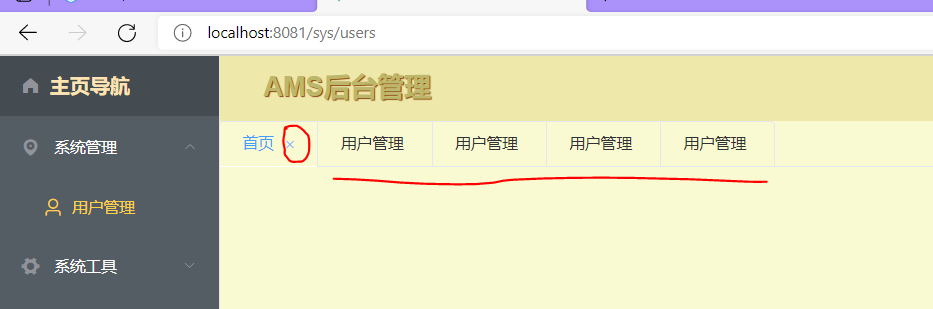 localhost:8081/sys/users
主页导航
AMS后台管理
首页 × 用户管理 用户管理 用户管理 用户管理
系统管理
用户管理
系统工具